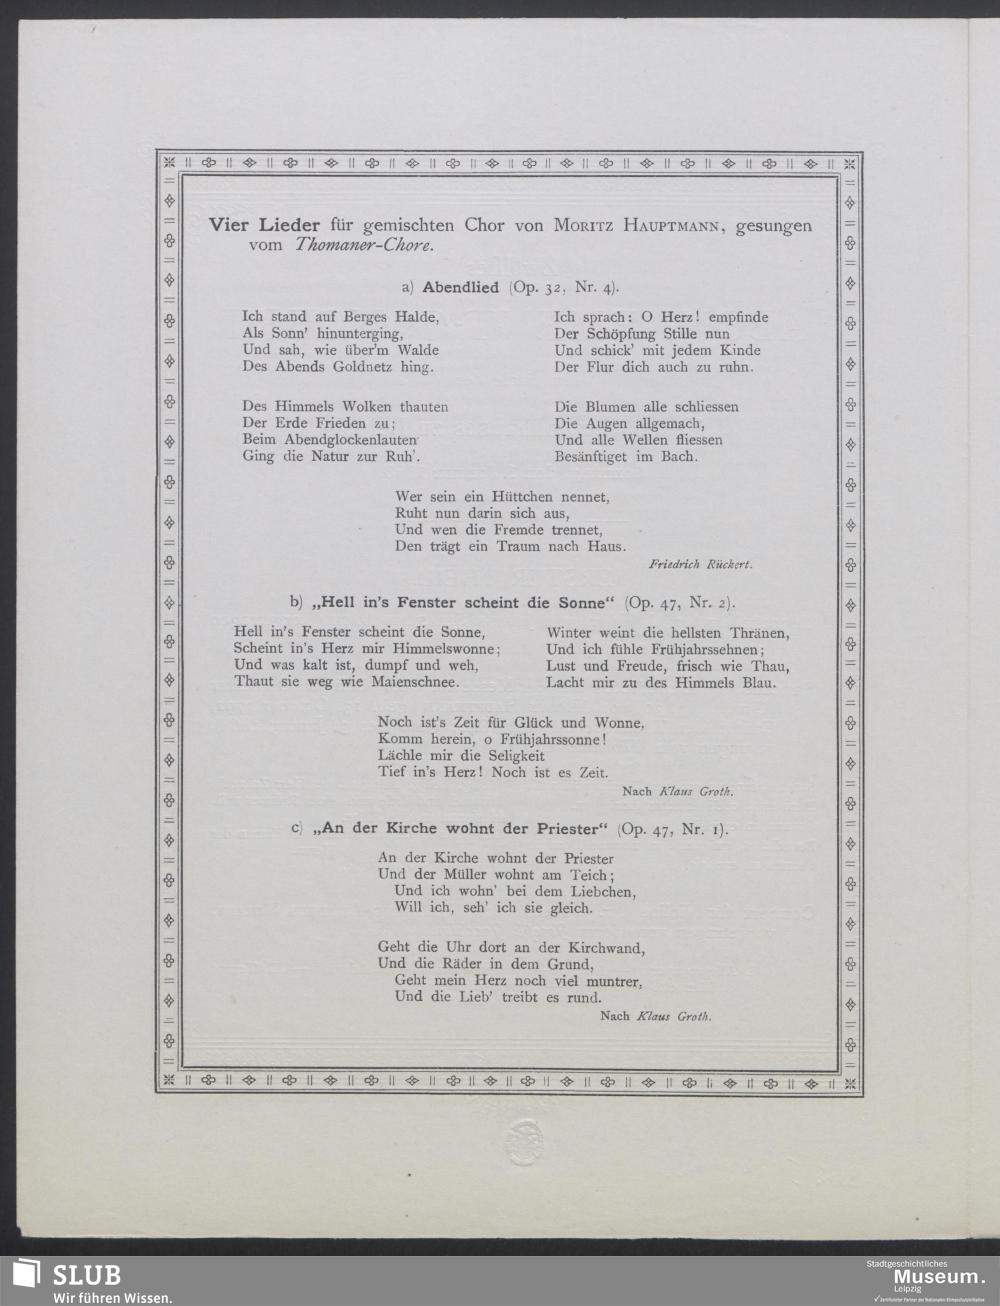 Vier Lieder für gemischten Chor von Moritz Hauptmann, gesungen
vom Thomaner-Chore.
a) Abendlied (Op. 32, Nr. 4).
Ich stand auf Berges Halde,
Als Sonn' hinunterging,
Und sah, wie über'm Walde
Des Abends Goldnetz hing.
Des Himmels Wolken thauten
Der Erde Frieden zu;
Beim Abendglockenlauten
Ging die Natur zur Ruh'.
Ich sprach: O Herz! empfinde
Der Schöpfung Stille nun
Und schick' mit jedem Kinde
Der Flur dich auch zu ruhn.
Die Blumen alle schliessen
Die Augen allgemach,
Und alle Wellen fliessen
Besänftiget im Bach.
Wer sein ein Hüttchen nennet,
Ruht nun darin sich aus,
Und wen die Fremde trennet,
Den trägt ein Traum nach Haus.
Friedrich Rückert.
b) „Hell in's Fenster scheint die Sonne“ (Op. 47, Nr. 2).
Hell in's Fenster scheint die Sonne,
Scheint in's Herz mir Himmelswonne;
Und was kalt ist, dumpf und weh,
Thaut sie weg wie Maienschnee.
Winter weint die hellsten Thränen,
Und ich fühle Frühjahrssehnen;
Lust und Freude, frisch wie Thau,
Lacht mir zu des Himmels Blau.
Noch ist's Zeit für Glück und Wonne,
Komm herein, o Frühjahrssonne!
Lächle mir die Seligkeit
Tief in's Herz! Noch ist es Zeit.
Nach Klaus Groth.
c) „An der Kirche wohnt der Priester“ (Op. 47, Nr. 1).
An der Kirche wohnt der Priester
Und der Müller wohnt am Teich;
Und ich wohn' bei dem Liebchen,
Will ich, seh' ich sie gleich.
Geht die Uhr dort an der Kirchwand,
Und die Räder in dem Grund,
Geht mein Herz noch viel muntrer,
Und die Lieb' treibt es rund.
Nach Klaus Groth.
SLUB
Wir führen Wissen.
Stadtgeschichtliches
Museum.
Leipzig
Zertifizierter Partner der Nationalen Klimaschutzinitiative